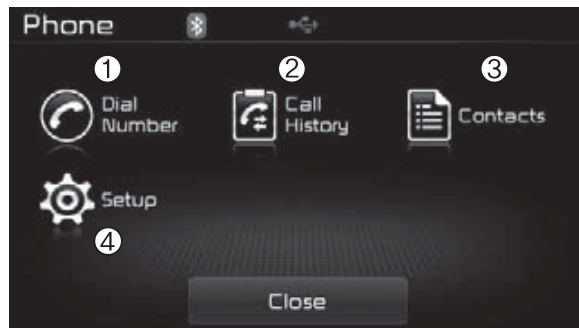 Phone
① ② ③
Dial
Number
Call
History
Contacts
Setup
④
Close